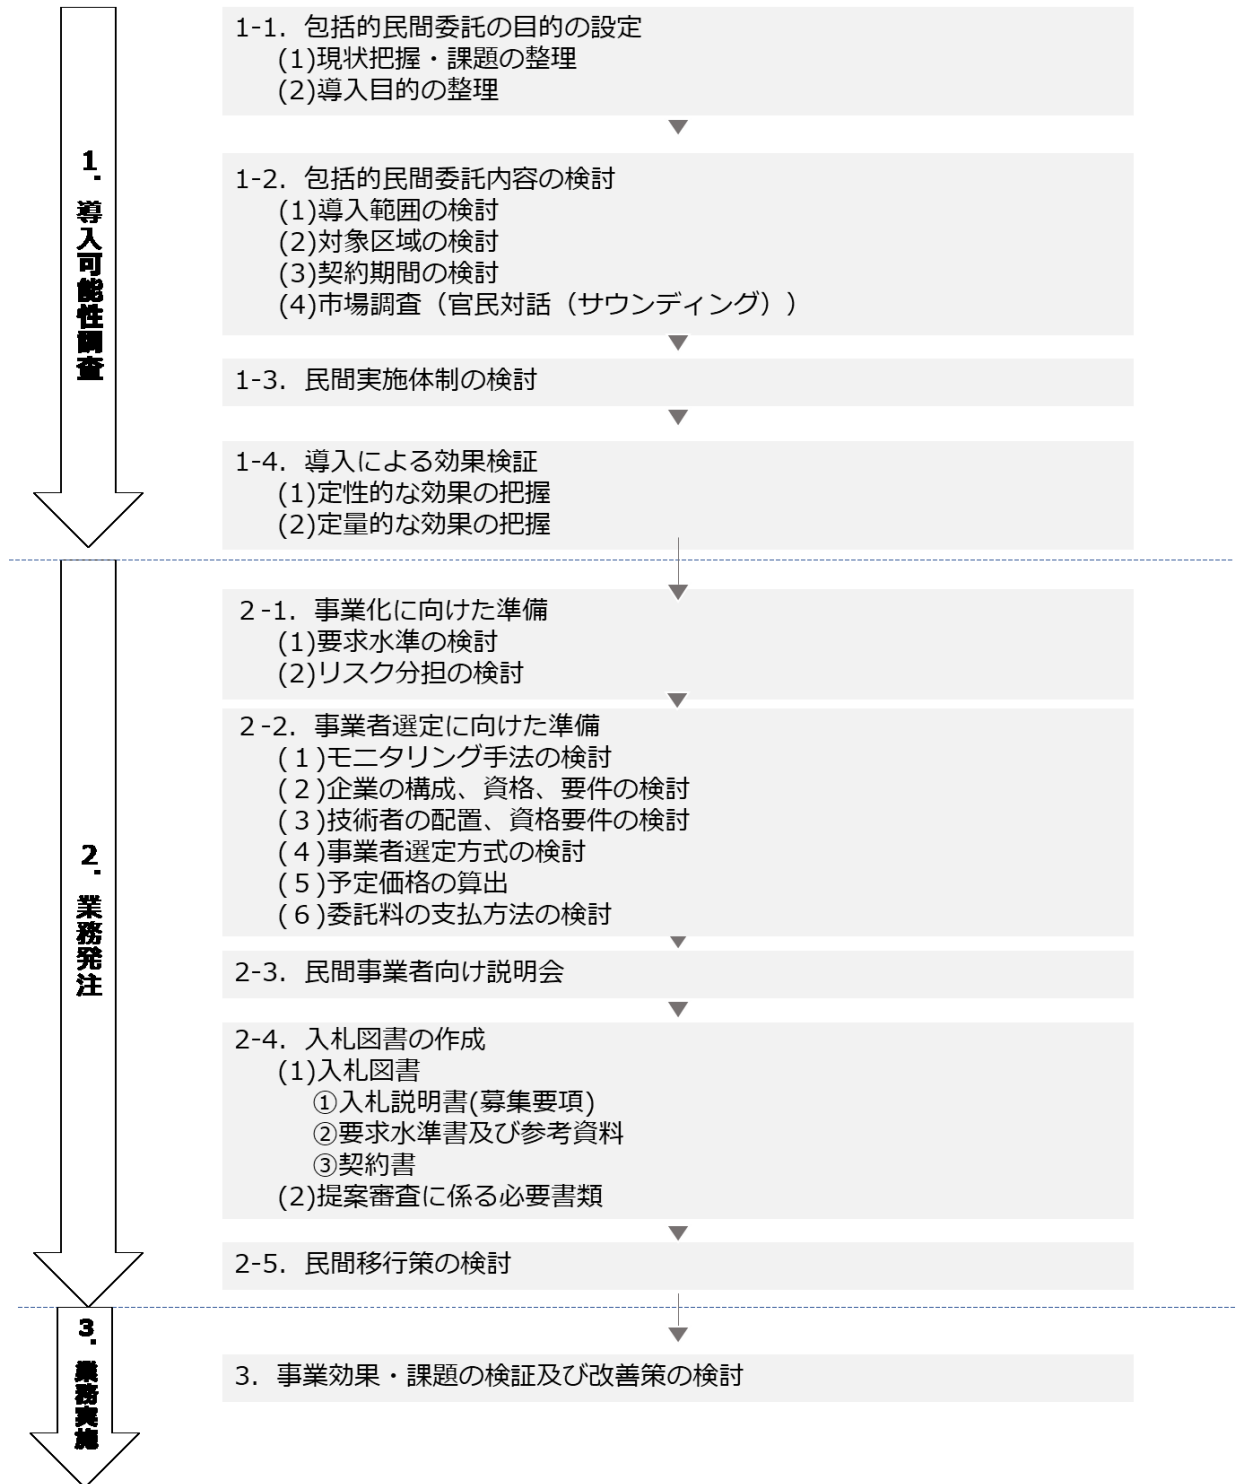 1. 導入可能性調査
1-1. 包括的民間委託の目的の設定
(1)現状把握・課題の整理
(2)導入目的の整理
1-2. 包括的民間委託内容の検討
(1)導入範囲の検討
(2)対象区域の検討
(3)契約期間の検討
(4)市場調査（官民対話（サウンディング））
1-3. 民間実施体制の検討
1-4. 導入による効果検証
(1)定性的な効果の把握
(2)定量的な効果の把握
2. 業務発注
２-1. 事業化に向けた準備
(1)要求水準の検討
(2)リスク分担の検討
２-2. 事業者選定に向けた準備
(１)モニタリング手法の検討
(２)企業の構成、資格、要件の検討
(３)技術者の配置、資格要件の検討
(４)事業者選定方式の検討
(５)予定価格の算出
(６)委託料の支払方法の検討
2-3. 民間事業者向け説明会
2-4. 入札図書の作成
(1)入札図書
①入札説明書(募集要項)
②要求水準書及び参考資料
③契約書
(2)提案審査に係る必要書類
2-5. 民間移行策の検討
3. 業務実施
3. 事業効果・課題の検証及び改善策の検討